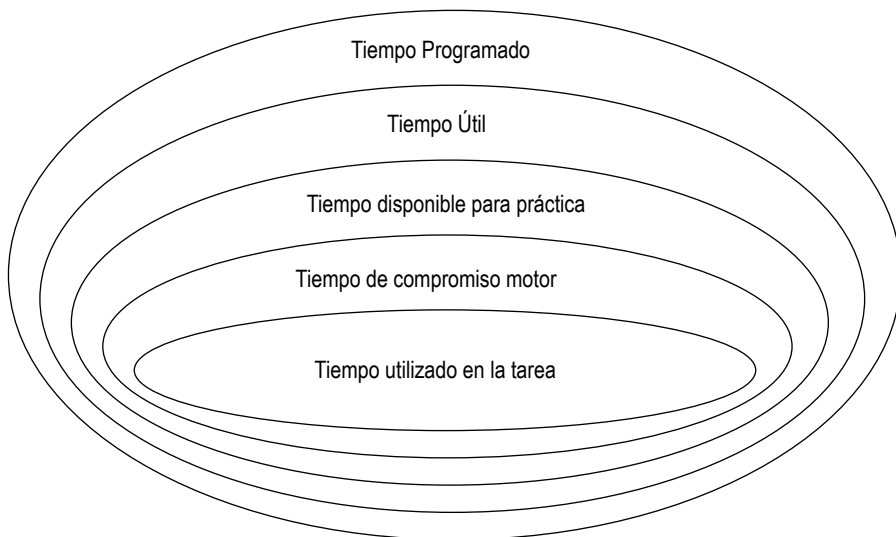 Tiempo Programado
Tiempo Útil
Tiempo disponible para práctica
Tiempo de compromiso motor
Tiempo utilizado en la tarea